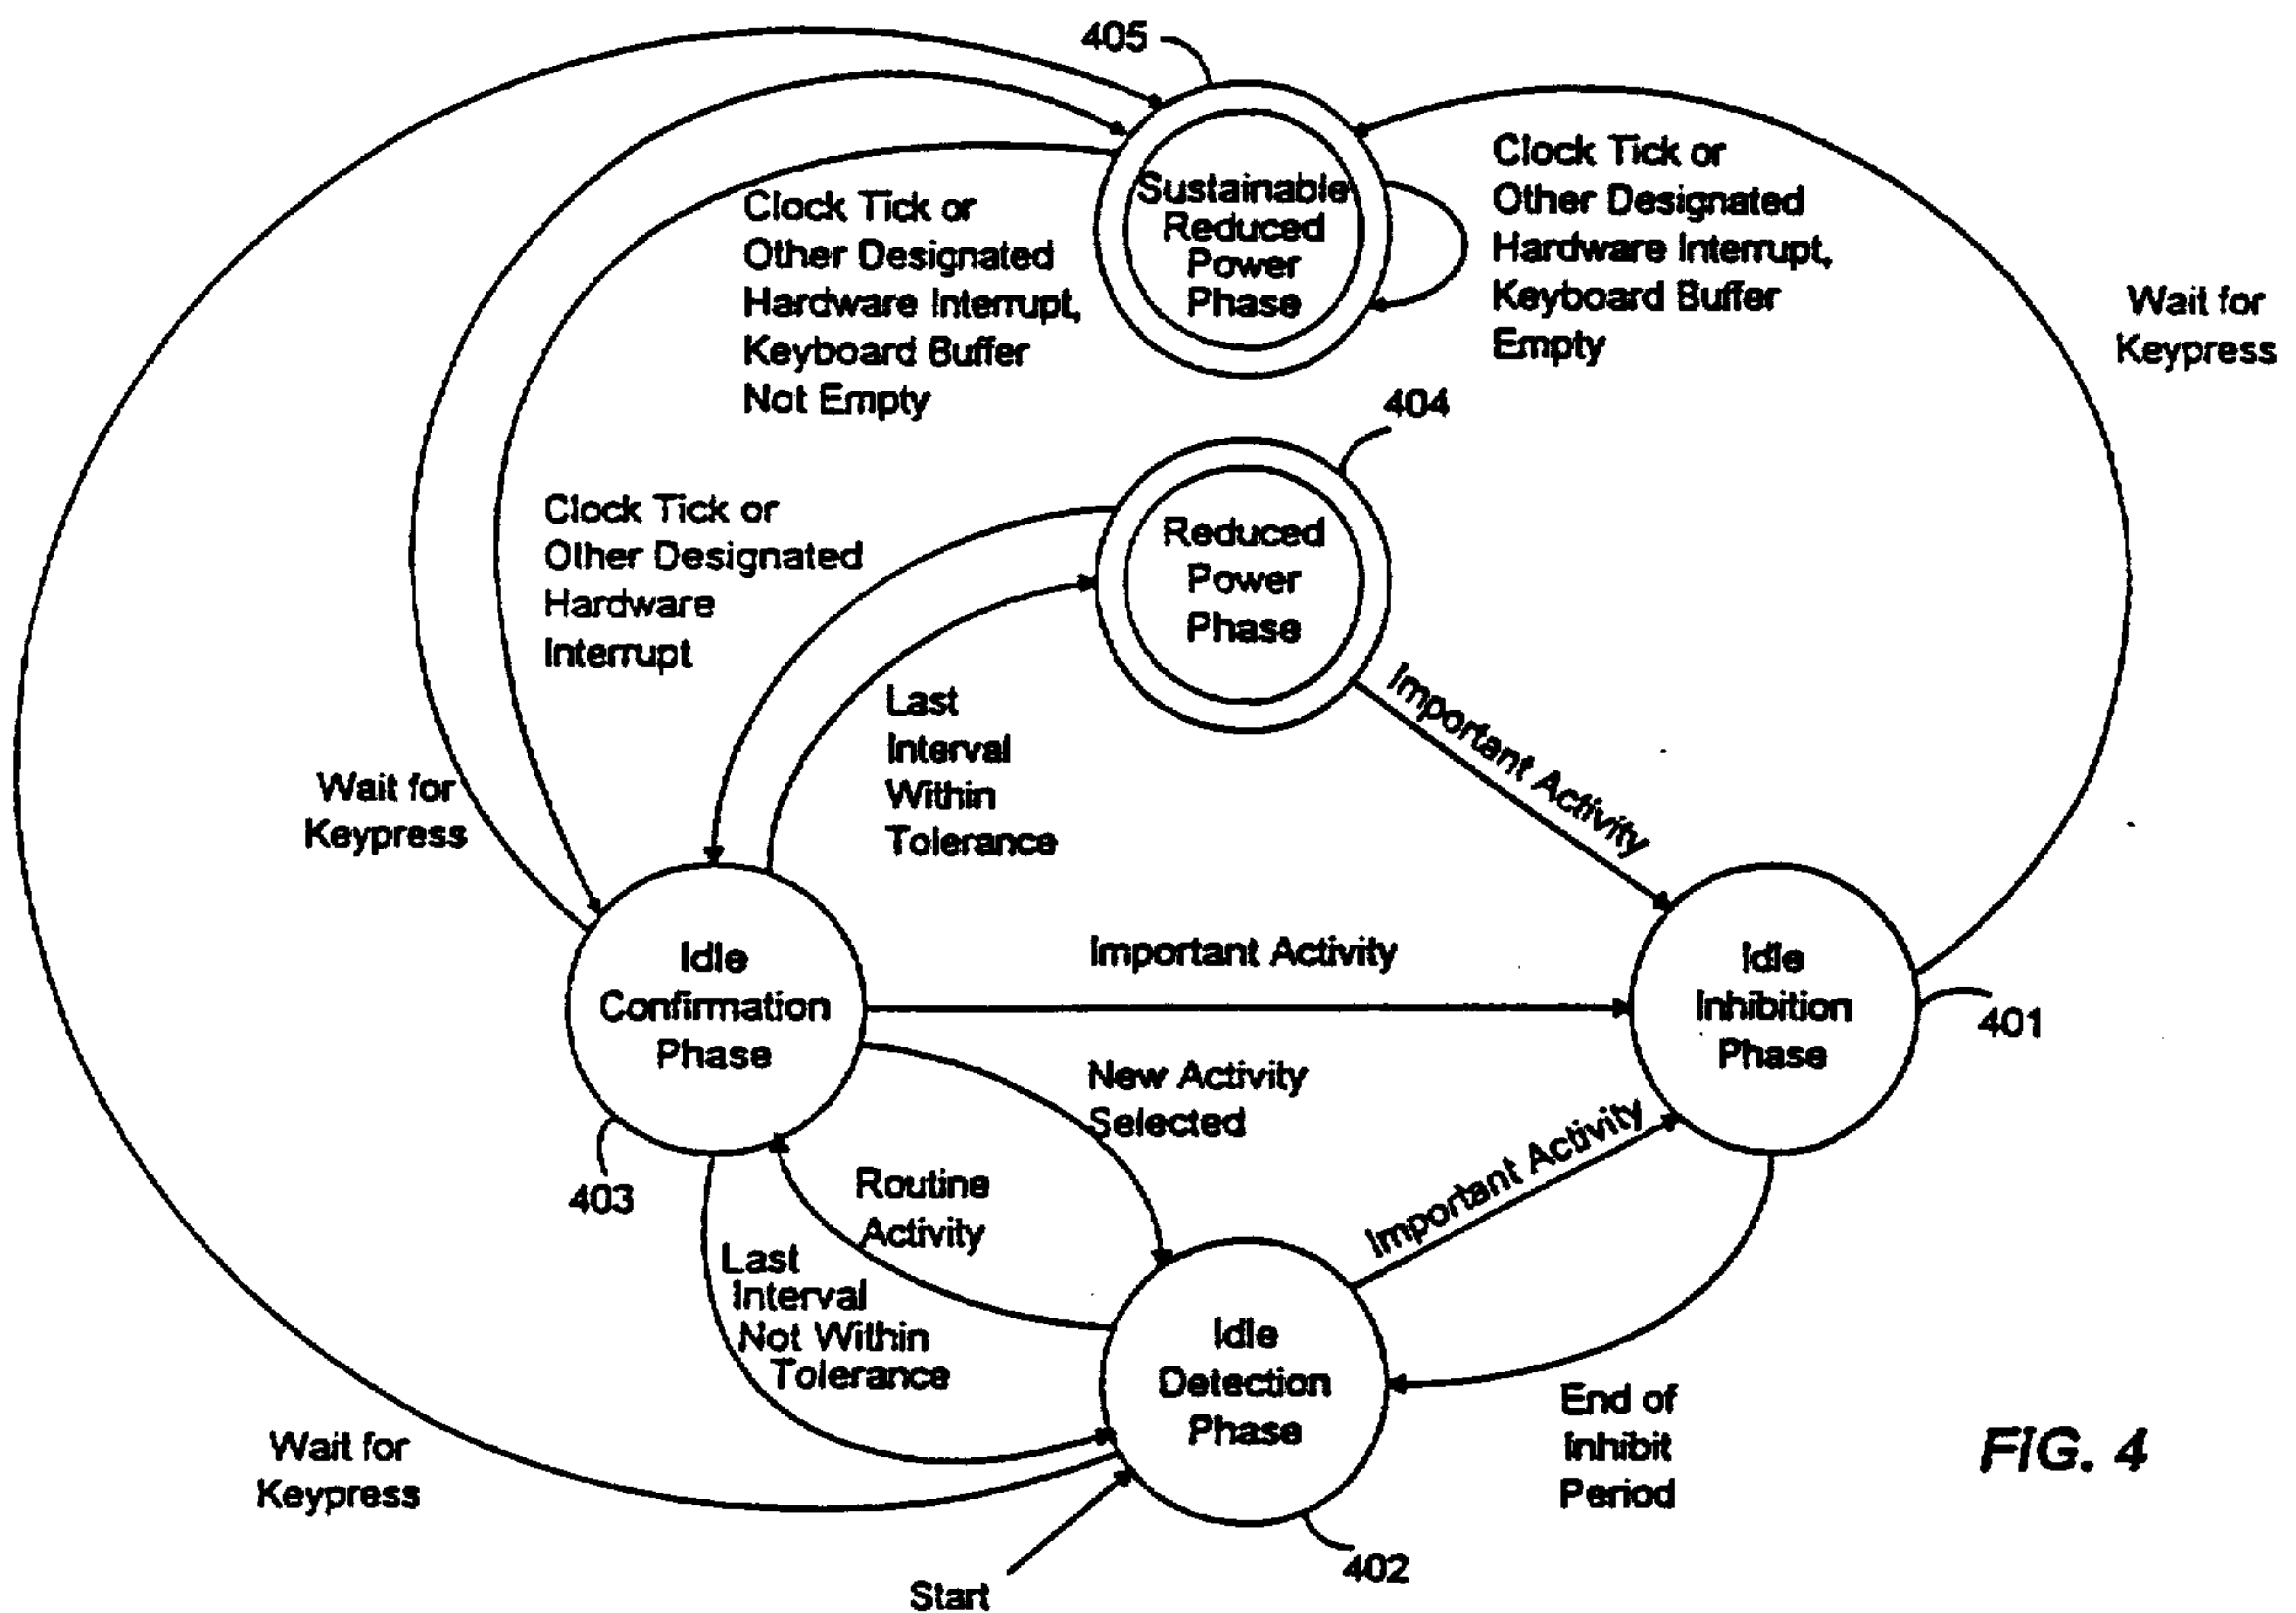 405
Sustainable
Reduced
Power
Phase
Clock Tick or
Other Designated
Hardware Interrupt,
Keyboard Buffer
Empty
Wait for
Keypress
Clock Tick or
Other Designated
Hardware Interrupt,
Keyboard Buffer
Not Empty
404
Reduced
Power
Phase
Clock Tick or
Other Designated
Hardware
Interrupt
Last
Interval
Within
Tolerance
Important Activity
Wait for
Keypress
Idle
Confirmation
Phase
Important Activity
Idle
Inhibition
Phase
401
New Activity
Selected
Important Activity
403
Routine
Activity
Last
Interval
Not Within
Tolerance
Idle
Detection
Phase
End of
Inhibit
Period
Wait for
Keypress
402
Start
FIG. 4